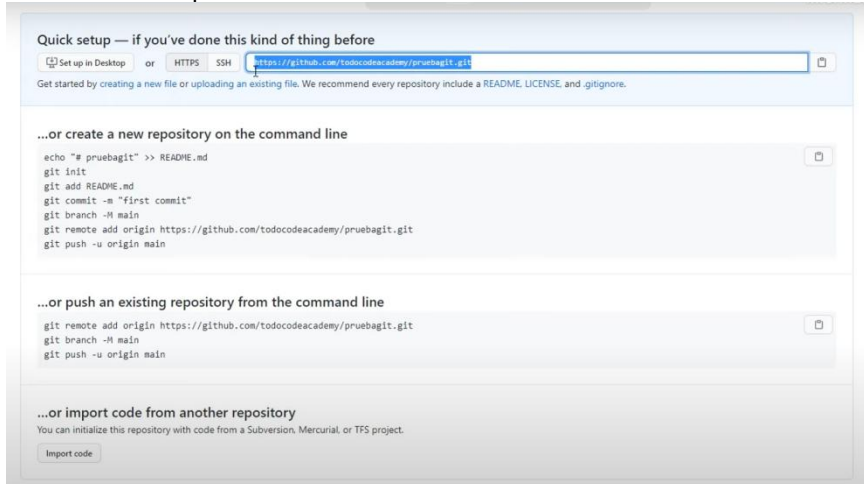 Quick setup — if you've done this kind of thing before
Set up in Desktop or HTTPS SSH https://github.com/todocodeacademy/pruebagit.git
Get started by creating a new file or uploading an existing file. We recommend every repository include a README, LICENSE, and .gitignore.
...or create a new repository on the command line
echo "# pruebagit" >> README.md
git init
git add README.md
git commit -m "first commit"
git branch -M main
git remote add origin https://github.com/todocodeacademy/pruebagit.git
git push -u origin main
...or push an existing repository from the command line
git remote add origin https://github.com/todocodeacademy/pruebagit.git
git branch -M main
git push -u origin main
...or import code from another repository
You can initialize this repository with code from a Subversion, Mercurial, or TFS project.
Import code